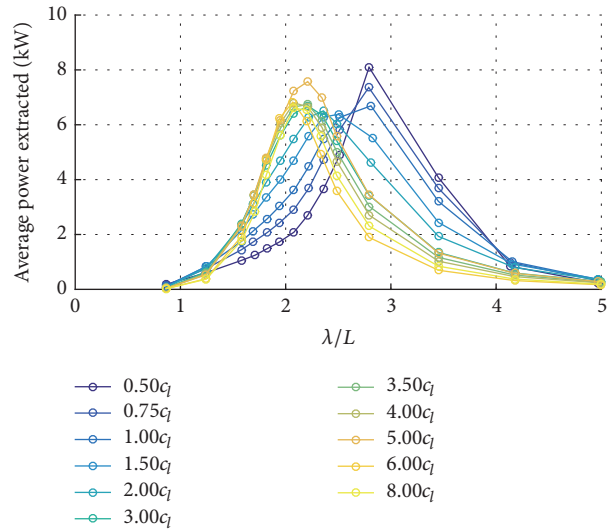 Average power extracted (kW)
10
8
6
4
2
0
0 1 2 3 4 5
λ/L
0.50c_l
0.75c_l
1.00c_l
1.50c_l
2.00c_l
3.00c_l
3.50c_l
4.00c_l
5.00c_l
6.00c_l
8.00c_l